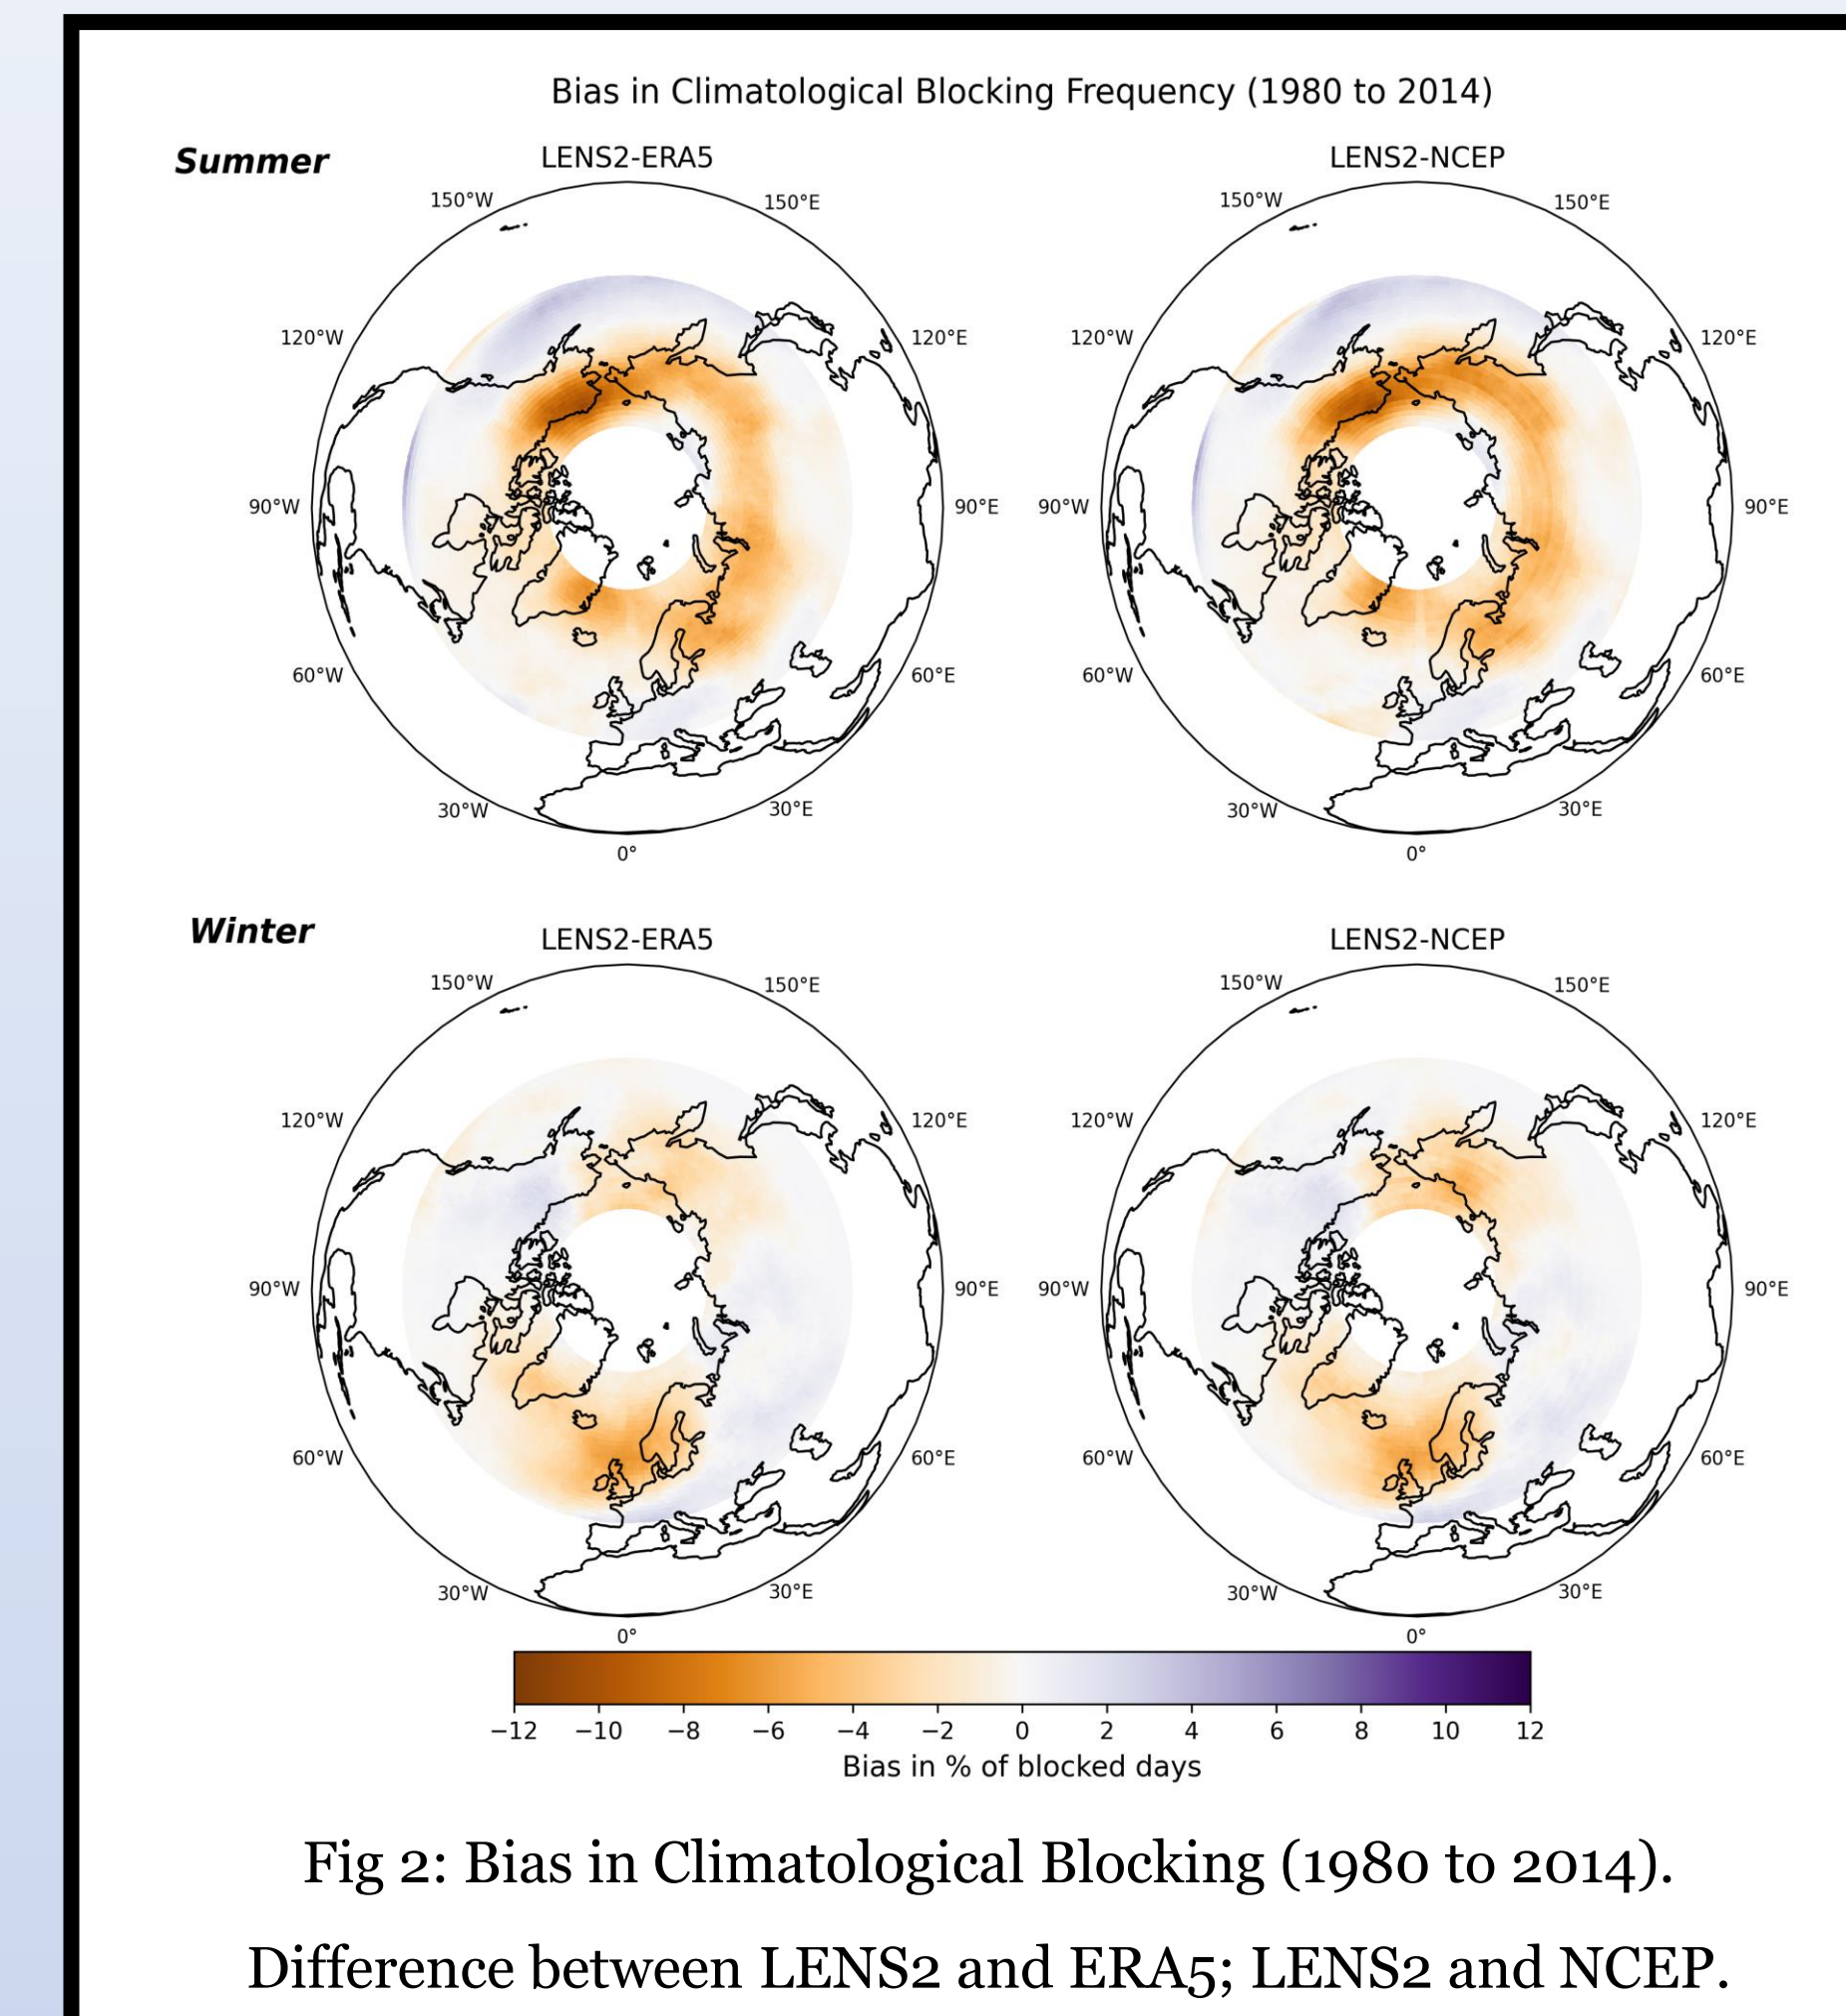 Bias in Climatological Blocking Frequency (1980 to 2014)
Summer
LENS2-ERA5
LENS2-NCEP
150°W
150°E
150°W
150°E
120°W
120°E
120°W
120°E
90°W
90°E
90°W
90°E
60°W
60°E
60°W
60°E
30°W
30°E
30°W
30°E
0°
0°
Winter
LENS2-ERA5
LENS2-NCEP
150°W
150°E
150°W
150°E
120°W
120°E
120°W
120°E
90°W
90°E
90°W
90°E
60°W
60°E
60°W
60°E
30°W
30°E
30°W
30°E
0°
0°
−12 −10 −8 −6 −4 −2 0 2 4 6 8 10 12
Bias in % of blocked days
Fig 2: Bias in Climatological Blocking (1980 to 2014).
Difference between LENS2 and ERA5; LENS2 and NCEP.